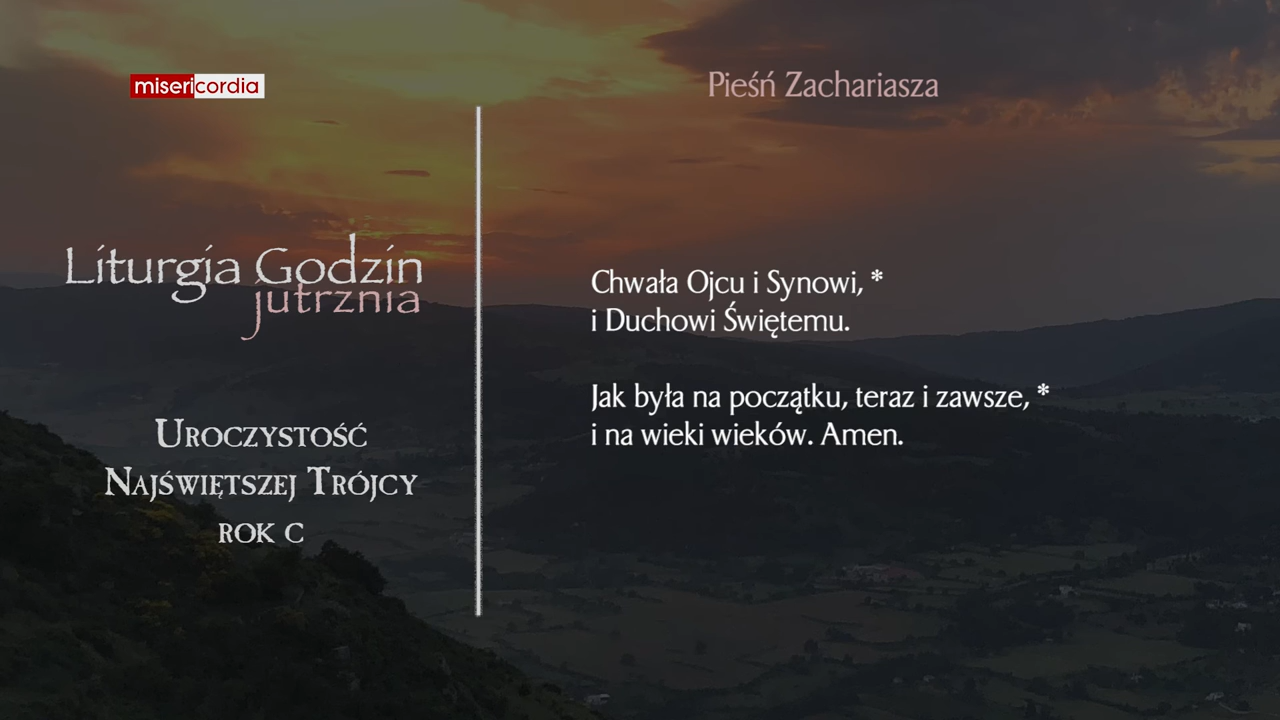 misericordia
Liturgia Godzin
jutrznia
Uroczystość
Najświętszej Trójcy
rok C
Pieśń Zachariasza
Chwała Ojcu i Synowi, *
i Duchowi Świętemu.
Jak była na początku, teraz i zawsze, *
i na wieki wieków. Amen.